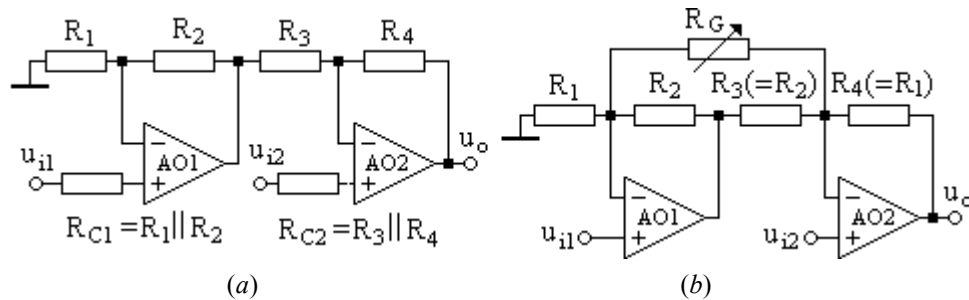 R1 R2 R3 R4
− −
AO1 AO2
+ +
ui1 ui2 uo
RC1=R1||R2 RC2=R3||R4
(a)
RG
R1 R2 R3(=R2) R4(=R1)
− −
AO1 AO2
+ +
ui1 ui2 uo
(b)